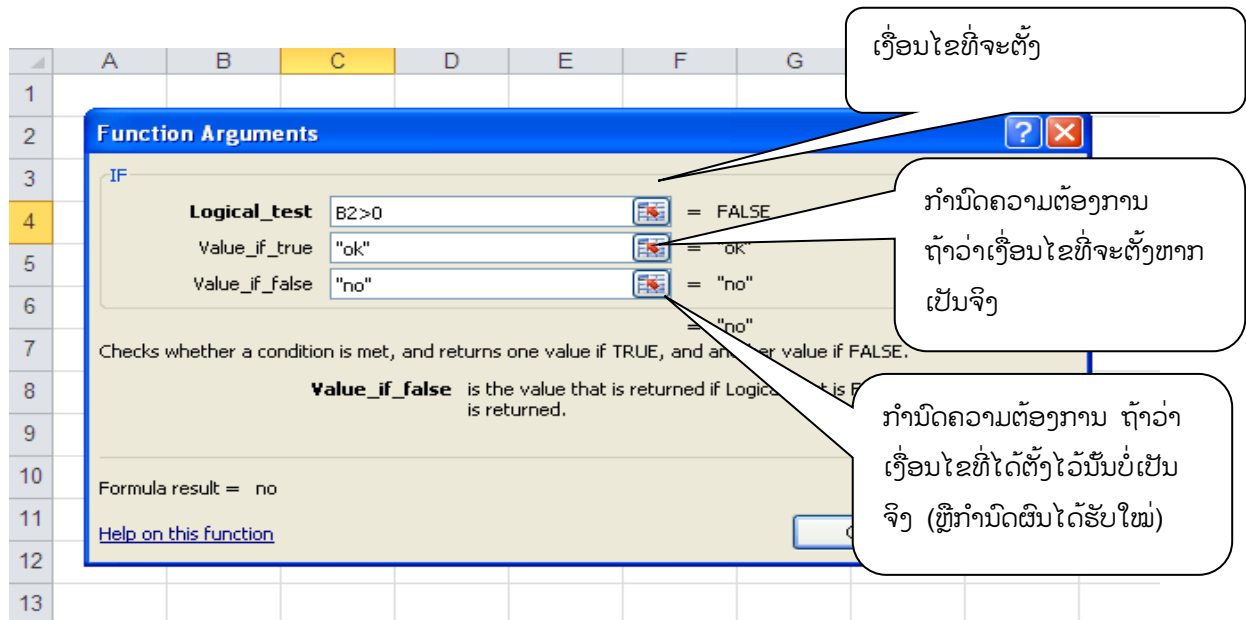 ເງື່ອນໄຂທີ່ຈະຕັ້ງ
A B C D E F G
1
2 Function Arguments
3 IF
4 Logical_test B2>0 = FALSE
Value_if_true "ok" = "ok"
5
Value_if_false "no" = "no"
6
= "no"
7 Checks whether a condition is met, and returns one value if TRUE, and another value if FALSE.
8 Value_if_false is the value that is returned if Logical_test is
is returned.
9
10 Formula result = no
11 Help on this function
12
13
ກຳນົດຄວາມຕ້ອງການ
ຖ້າວ່າເງື່ອນໄຂທີ່ຈະຕັ້ງຫາກ
ເປັນຈິງ
ກຳນົດຄວາມຕ້ອງການ ຖ້າວ່າ
ເງື່ອນໄຂທີ່ໄດ້ຕັ້ງໄວ້ນັ້ນບໍ່ເປັນ
ຈິງ (ຫຼືກຳນົດຜົນໄດ້ຮັບໃໝ່)